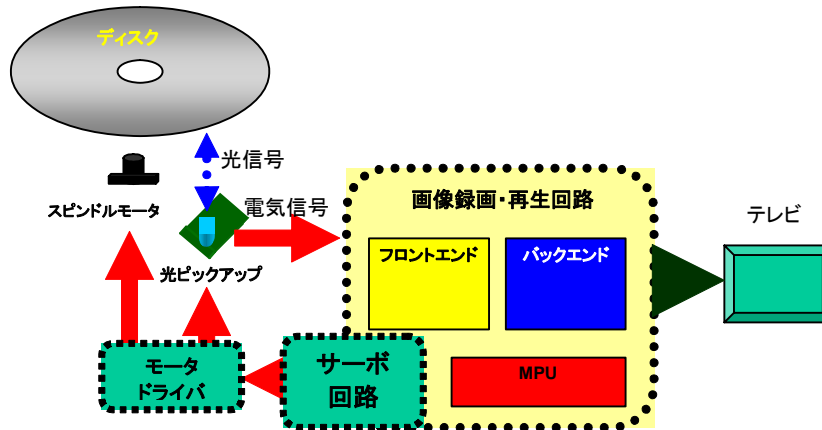 ディスク
光信号
スピンドルモータ
電気信号
光ピックアップ
画像録画・再生回路
フロントエンド
バックエンド
テレビ
モータ
ドライバ
サーボ
回路
MPU